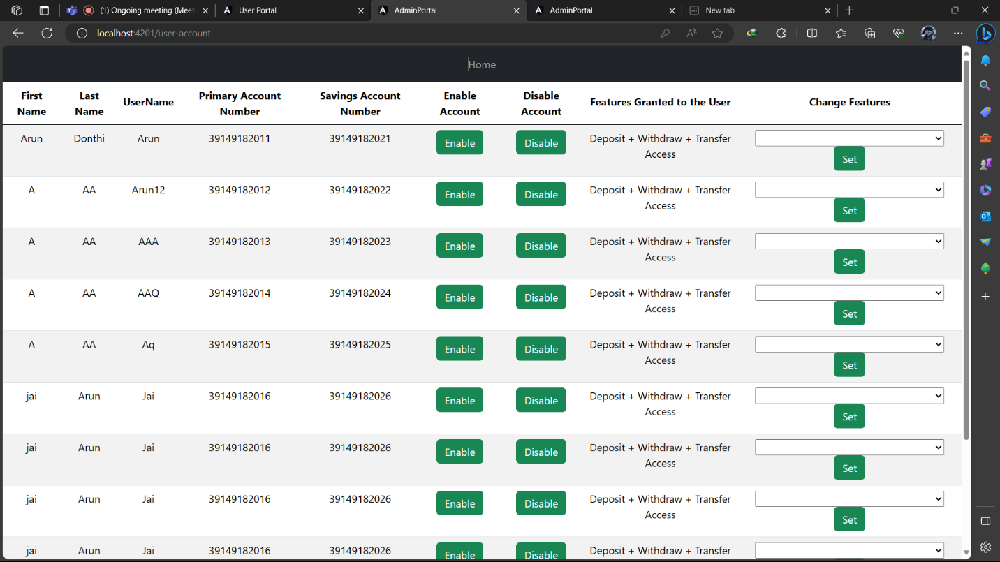 (1) Ongoing meeting (Meeti
User Portal
AdminPortal
AdminPortal
New tab
localhost:4201/user-account
Home
First Name Last Name UserName Primary Account Number Savings Account Number Enable Account Disable Account Features Granted to the User Change Features
Arun Donthi Arun 39149182011 39149182021 Enable Disable Deposit + Withdraw + Transfer Access Set
A AA Arun12 39149182012 39149182022 Enable Disable Deposit + Withdraw + Transfer Access Set
A AA AAA 39149182013 39149182023 Enable Disable Deposit + Withdraw + Transfer Access Set
A AA AAQ 39149182014 39149182024 Enable Disable Deposit + Withdraw + Transfer Access Set
A AA Aq 39149182015 39149182025 Enable Disable Deposit + Withdraw + Transfer Access Set
jai Arun Jai 39149182016 39149182026 Enable Disable Deposit + Withdraw + Transfer Access Set
jai Arun Jai 39149182016 39149182026 Enable Disable Deposit + Withdraw + Transfer Access Set
jai Arun Jai 39149182016 39149182026 Enable Disable Deposit + Withdraw + Transfer Access Set
jai Arun Jai 39149182016 39149182026 Enable Disable Deposit + Withdraw + Transfer